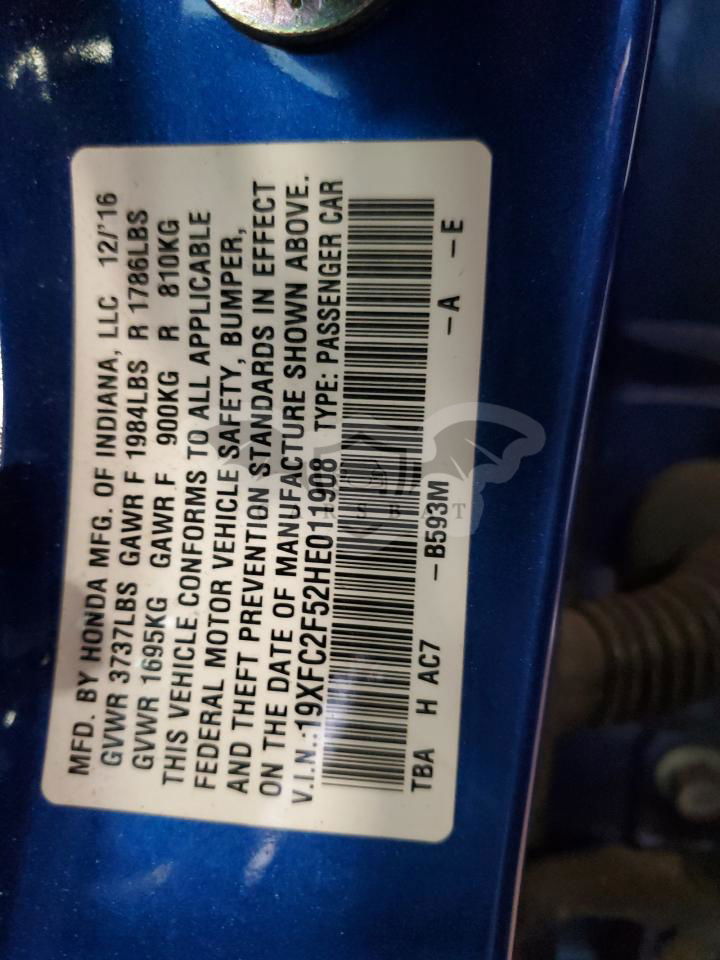 MFD. BY HONDA MFG. OF INDIANA, LLC 12/'16
GVWR 3737LBS GAWR F 1984LBS R 1786LBS
GVWR 1695KG GAWR F 900KG R 810KG
THIS VEHICLE CONFORMS TO ALL APPLICABLE
FEDERAL MOTOR VEHICLE SAFETY, BUMPER,
AND THEFT PREVENTION STANDARDS IN EFFECT
ON THE DATE OF MANUFACTURE SHOWN ABOVE.
V.I.N.:19XFC2F52HE011908 TYPE: PASSENGER CAR
TBA H AC7 -B593M -A -E